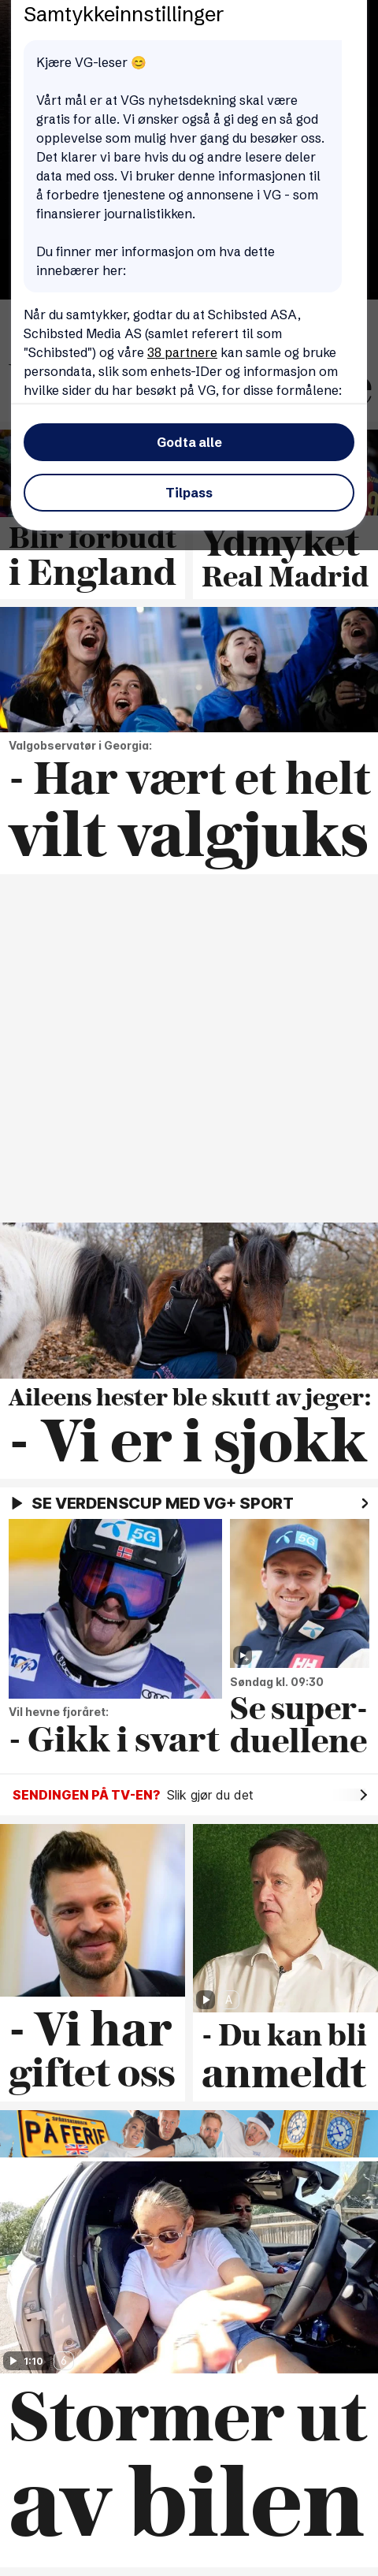 Samtykkeinnstillinger
Kjære VG-leser 😊
Vårt mål er at VGs nyhetsdekning skal være
gratis for alle. Vi ønsker også å gi deg en så god
opplevelse som mulig hver gang du besøker oss.
Det klarer vi bare hvis du og andre lesere deler
data med oss. Vi bruker denne informasjonen til
å forbedre tjenestene og annonsene i VG - som
finansierer journalistikken.
Du finner mer informasjon om hva dette
innebærer her:
Når du samtykker, godtar du at Schibsted ASA,
Schibsted Media AS (samlet referert til som
"Schibsted") og våre 38 partnere kan samle og bruke
persondata, slik som enhets-IDer og informasjon om
hvilke sider du har besøkt på VG, for disse formålene:
Godta alle
Tilpass
Blir forbudt
i England
Ydmyket
Real Madrid
Valgobservatør i Georgia:
- Har vært et helt
vilt valgjuks
Aileens hester ble skutt av jeger:
- Vi er i sjokk
SE VERDENSCUP MED VG+ SPORT
5G
Vil hevne fjoråret:
- Gikk i svart
Søndag kl. 09:30
Se super-
duellene
SENDINGEN PÅ TV-EN? Slik gjør du det
- Vi har
giftet oss
- Du kan bli
anmeldt
PÅ FERIE
1:10
Stormer ut
av bilen